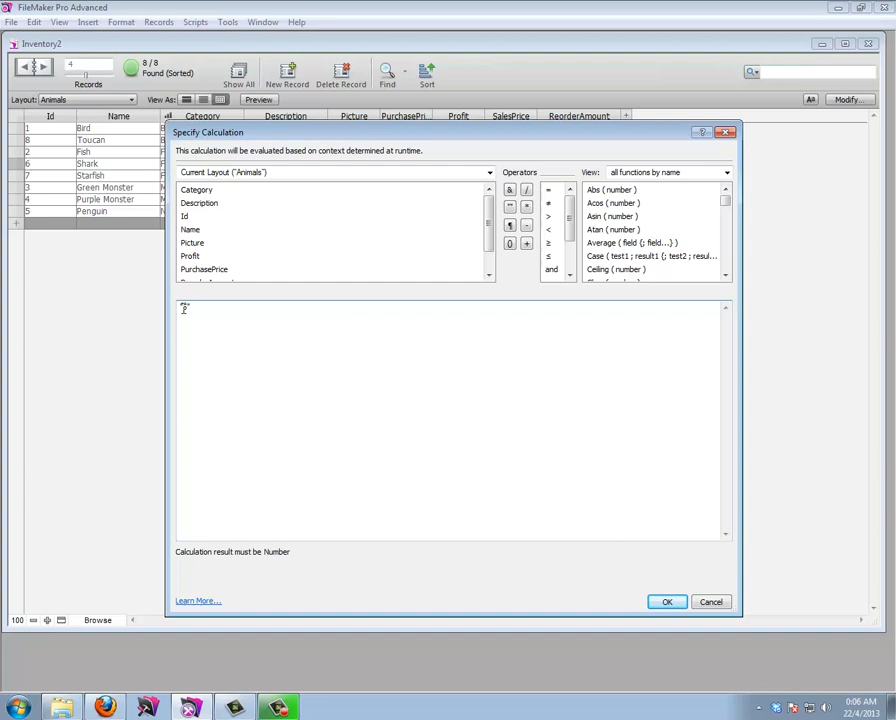 FileMaker Pro Advanced
File Edit View Insert Format Records Scripts Tools Window Help
Inventory2
4
8 / 8
Found (Sorted)
Records
Show All New Record Delete Record Find Sort
Layout: Animals View As: Preview Aa Modify...
Id Name Category Description Picture PurchasePri... Profit SalesPrice ReorderAmount +
1 Bird
8 Toucan
2 Fish
6 Shark
7 Starfish
3 Green Monster
4 Purple Monster
5 Penguin
Specify Calculation
This calculation will be evaluated based on context determined at runtime.
Current Layout ("Animals") Operators View: all functions by name
Category & / = Abs ( number )
Description ≠ Acos ( number )
Id "" * > Asin ( number )
Name ¶ - < Atan ( number )
Picture () + ≥ Average ( field {; field...} )
Profit ≤ Case ( test1 ; result1 {; test2 ; resul...
PurchasePrice and Ceiling ( number )
Calculation result must be Number
Learn More...
OK Cancel
100 Browse
0:06 AM
22/4/2013